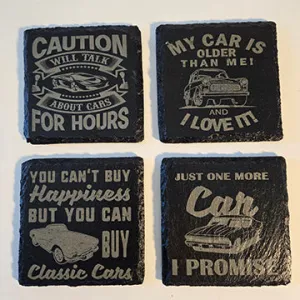 CAUTION
WILL TALK
ABOUT CARS
FOR HOURS
MY CAR IS
OLDER
THAN ME!
AND
I LOVE IT!
YOU CAN'T BUY
Happiness
BUT YOU CAN
BUY
Classic Cars
JUST ONE MORE
Car
I PROMISE